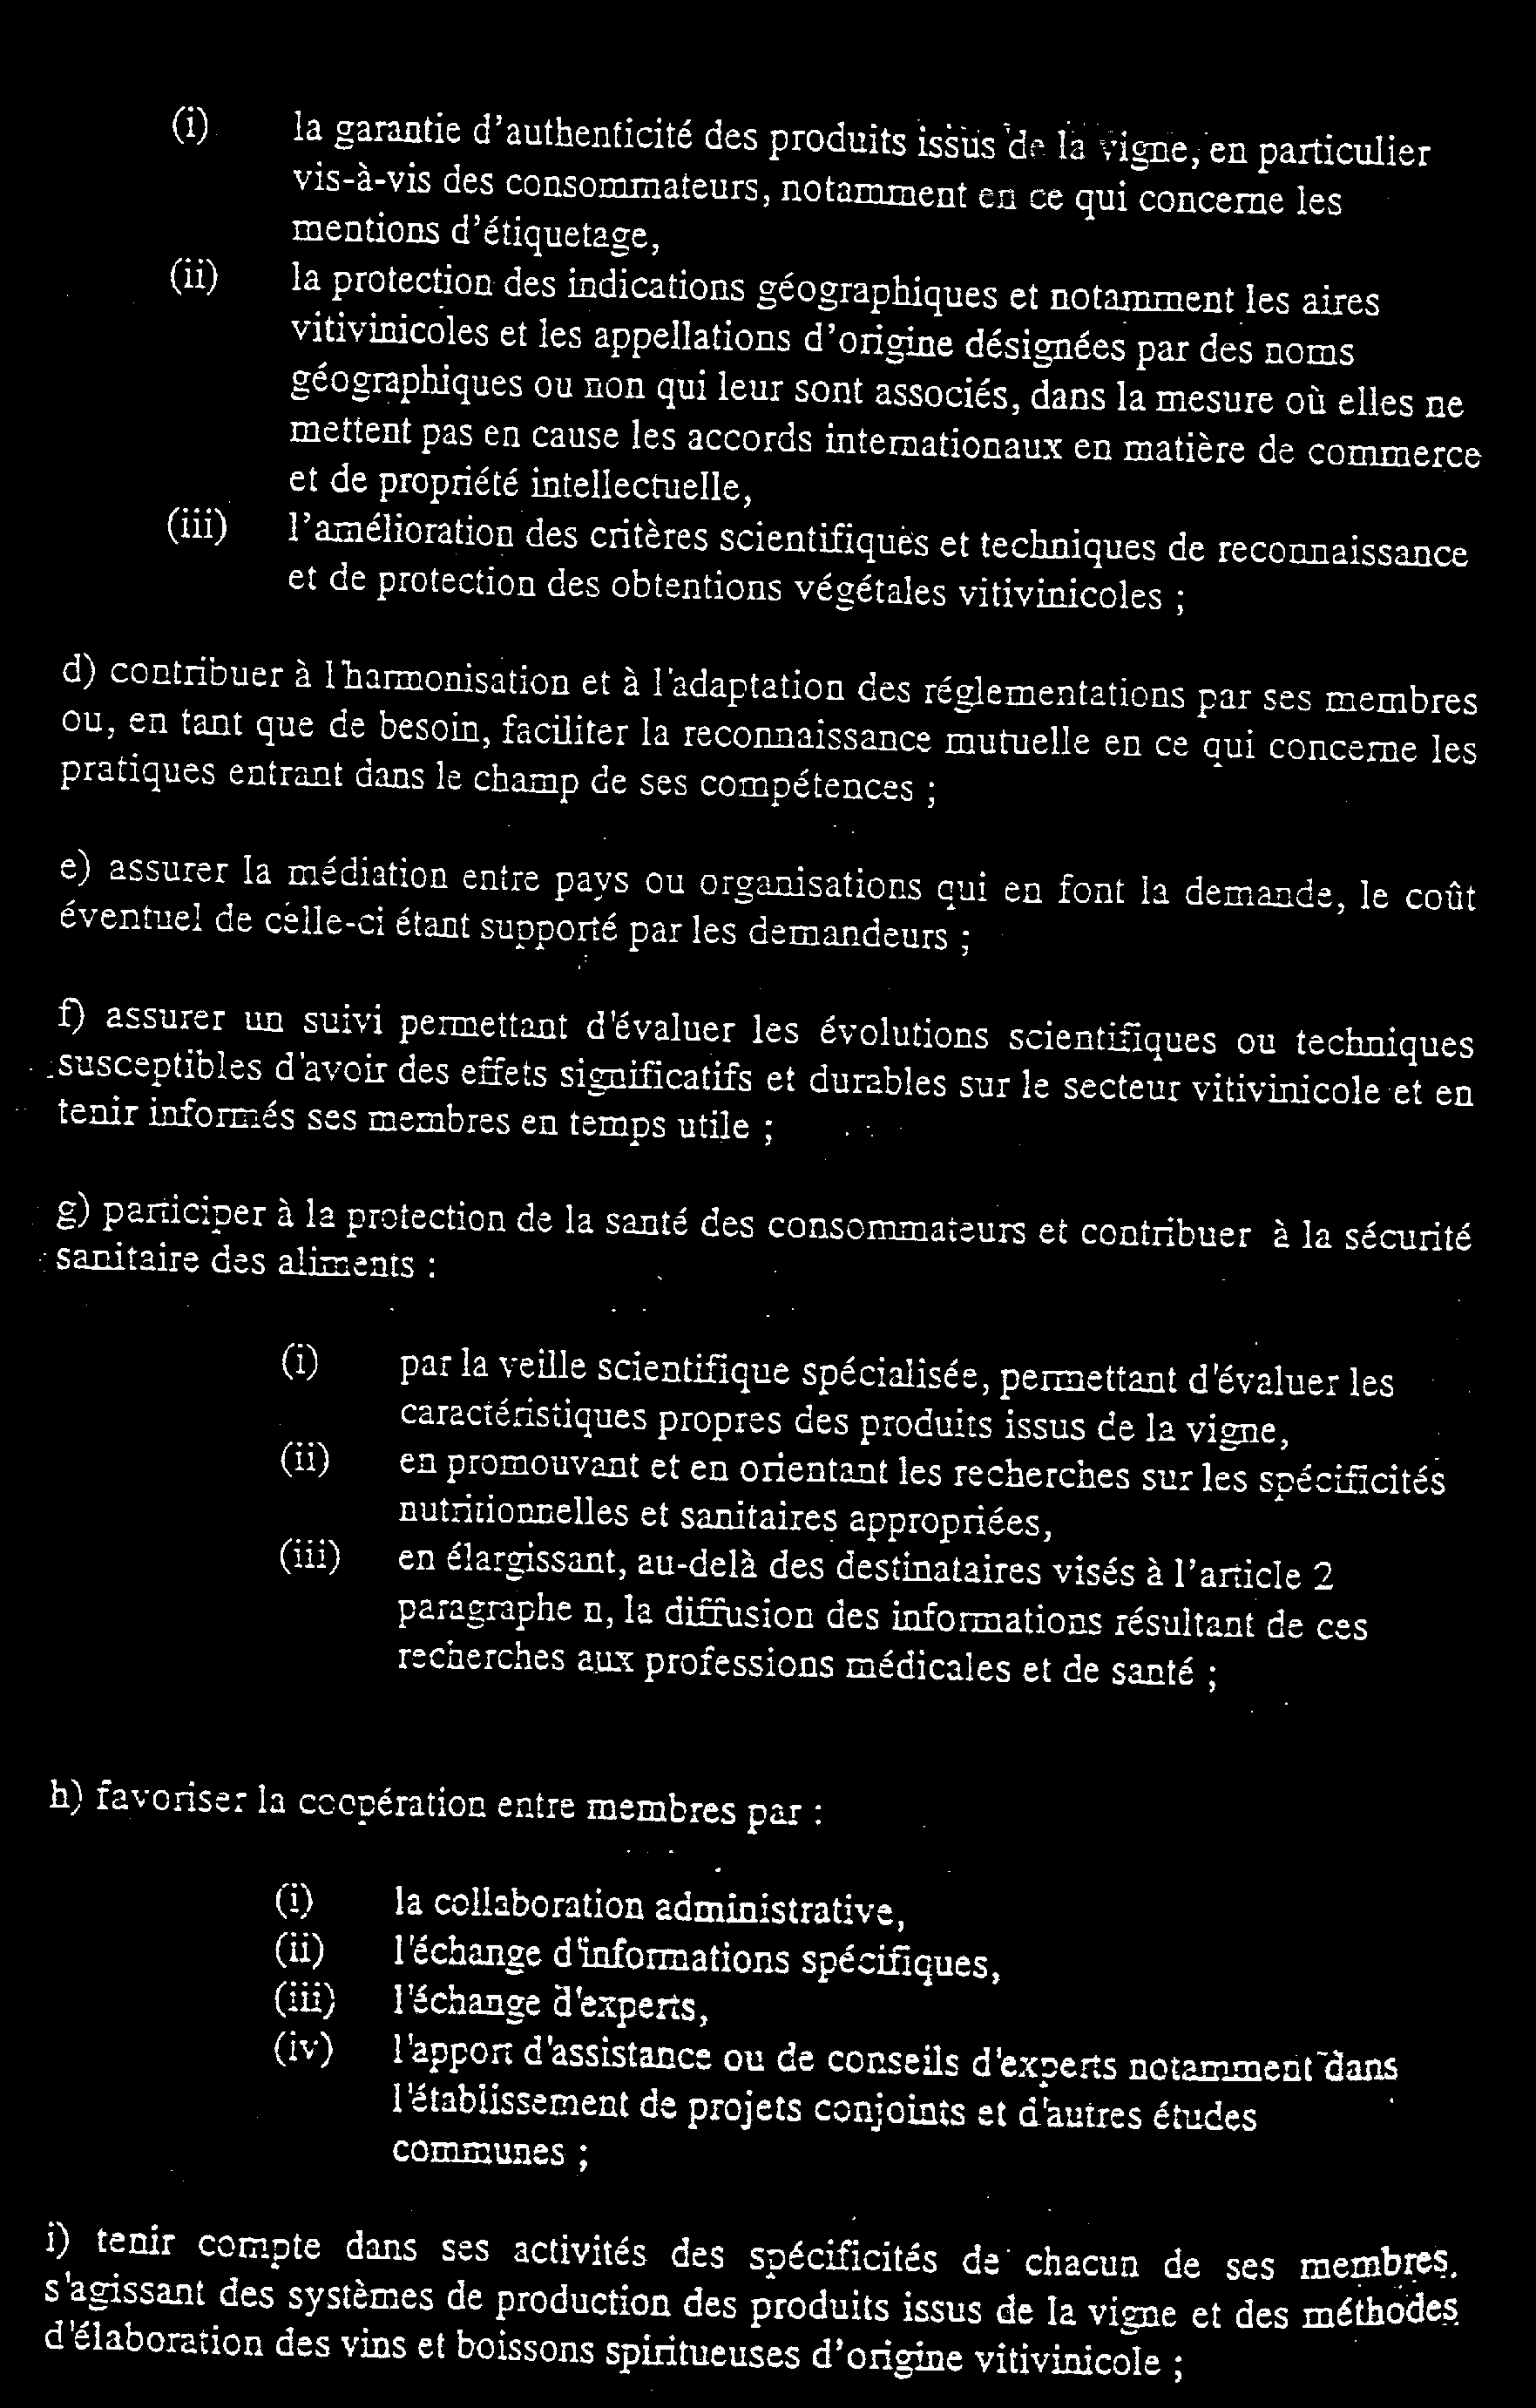 (i) la garantie d'authenticité des produits issus de la vigne, en particulier
vis-à-vis des consommateurs, notamment en ce qui concerne les
mentions d'étiquetage,
(ii) la protection des indications géographiques et notamment les aires
vitivinicoles et les appellations d'origine désignées par des noms
géographiques ou non qui leur sont associés, dans la mesure où elles ne
mettent pas en cause les accords internationaux en matière de commerce
et de propriété intellectuelle,
(iii) l'amélioration des critères scientifiques et techniques de reconnaissance
et de protection des obtentions végétales vitivinicoles ;
d) contribuer à l'harmonisation et à l'adaptation des réglementations par ses membres
ou, en tant que de besoin, faciliter la reconnaissance mutuelle en ce qui concerne les
pratiques entrant dans le champ de ses compétences ;
e) assurer la médiation entre pays ou organisations qui en font la demande, le coût
éventuel de celle-ci étant supporté par les demandeurs ;
f) assurer un suivi permettant d'évaluer les évolutions scientifiques ou techniques
susceptibles d'avoir des effets significatifs et durables sur le secteur vitivinicole et en
tenir informés ses membres en temps utile ;
g) participer à la protection de la santé des consommateurs et contribuer à la sécurité
sanitaire des aliments :
(i) par la veille scientifique spécialisée, permettant d'évaluer les
caractéristiques propres des produits issus de la vigne,
(ii) en promouvant et en orientant les recherches sur les spécificités
nutritionnelles et sanitaires appropriées,
(iii) en élargissant, au-delà des destinataires visés à l'article 2
paragraphe n, la diffusion des informations résultant de ces
recherches aux professions médicales et de santé ;
h) favoriser la coopération entre membres par :
(i) la collaboration administrative,
(ii) l'échange d'informations spécifiques,
(iii) l'échange d'experts,
(iv) l'apport d'assistance ou de conseils d'experts notamment dans
l'établissement de projets conjoints et d'autres études
communes ;
i) tenir compte dans ses activités des spécificités de chacun de ses membres.
s'agissant des systèmes de production des produits issus de la vigne et des méthodes
d'élaboration des vins et boissons spiritueuses d'origine vitivinicole ;